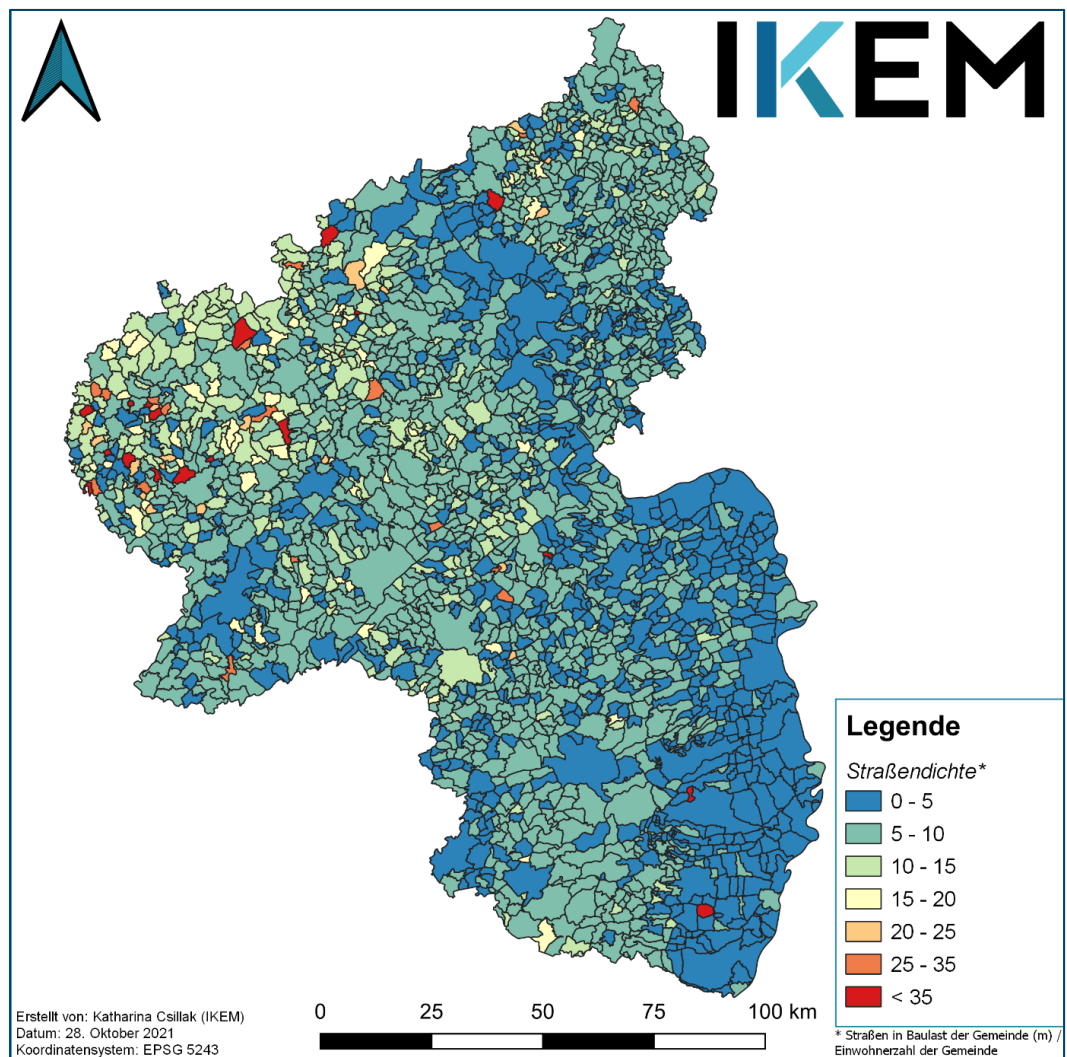 IKEM
Legende
Straßendichte*
0 - 5
5 - 10
10 - 15
15 - 20
20 - 25
25 - 35
< 35
0 25 50 75 100 km
Erstellt von: Katharina Csillak (IKEM)
Datum: 28. Oktober 2021
Koordinatensystem: EPSG 5243
* Straßen in Baulast der Gemeinde (m) /
Einwohnerzahl der Gemeinde